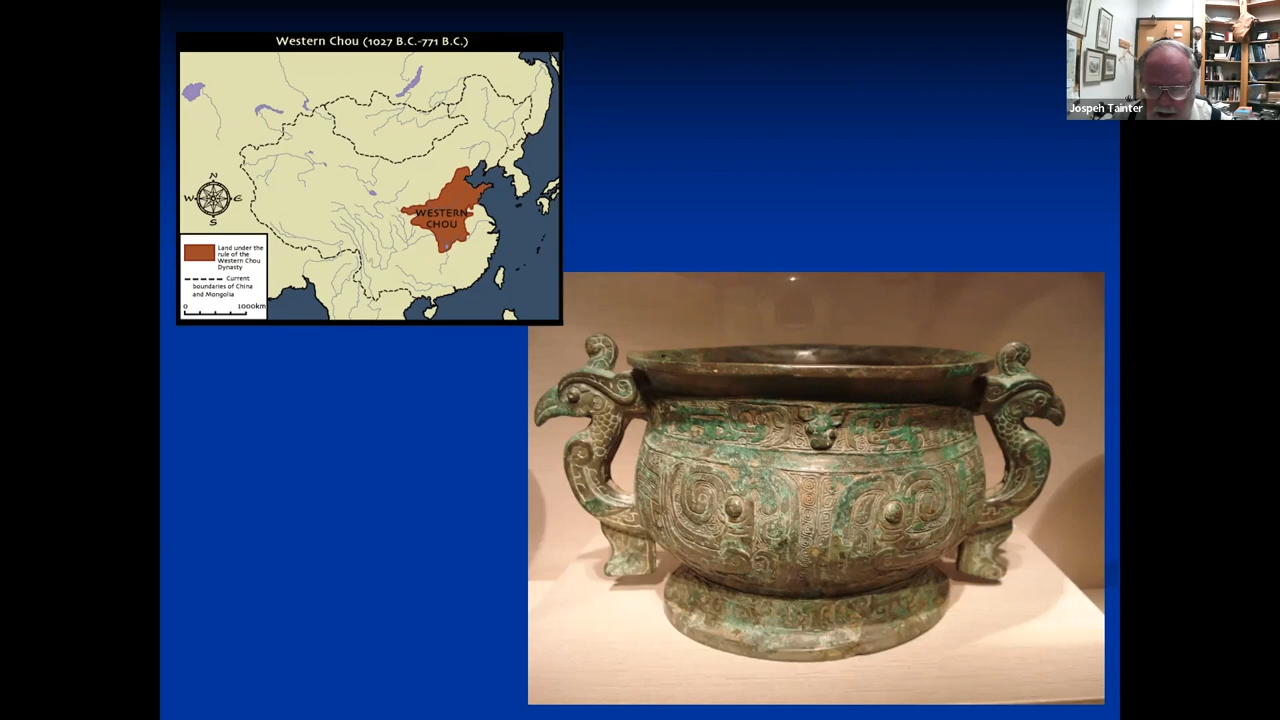 Western Chou (1027 B.C.-771 B.C.)
N
W
E
S
WESTERN
CHOU
Land under the
rule of the
Western Chou
Dynasty
Current
boundaries of China
and Mongolia
0 1000km
Jospeh Tainter